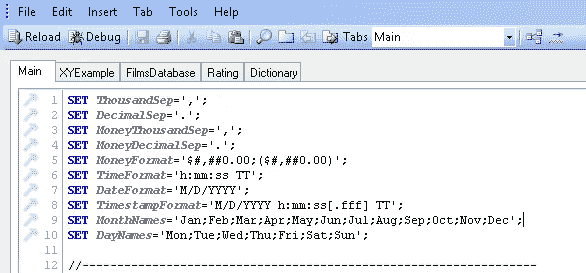 File Edit Insert Tab Tools Help
Reload Debug Tabs Main
Main XYExample FilmsDatabase Rating Dictionary
1 SET ThousandSep=',';
2 SET DecimalSep='.';
3 SET MoneyThousandSep=',';
4 SET MoneyDecimalSep='.';
5 SET MoneyFormat='$#,##0.00;($#,##0.00)';
6 SET TimeFormat='h:mm:ss TT';
7 SET DateFormat='M/D/YYYY';
8 SET TimestampFormat='M/D/YYYY h:mm:ss[.fff] TT';
9 SET MonthNames='Jan;Feb;Mar;Apr;May;Jun;Jul;Aug;Sep;Oct;Nov;Dec';
10 SET DayNames='Mon;Tue;Wed;Thu;Fri;Sat;Sun';
11
12 //-----------------------------------------------------------